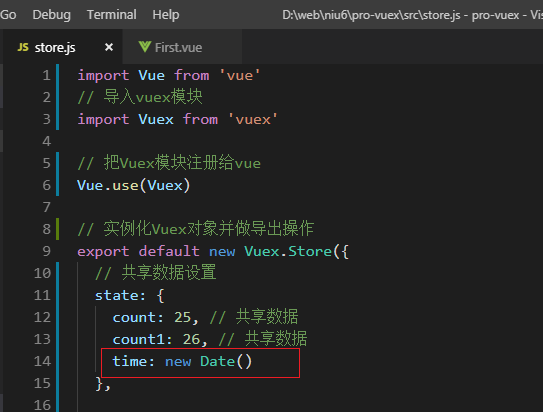 Go Debug Terminal Help D:\web\niu6\pro-vuex\src\store.js - pro-vuex - Vis
JS store.js × First.vue
1 import Vue from 'vue'
2 // 导入vuex模块
3 import Vuex from 'vuex'
4
5 // 把Vuex模块注册给vue
6 Vue.use(Vuex)
7
8 // 实例化Vuex对象并做导出操作
9 export default new Vuex.Store({
10 // 共享数据设置
11 state: {
12 count: 25, // 共享数据
13 count1: 26, // 共享数据
14 time: new Date()
15 },
16